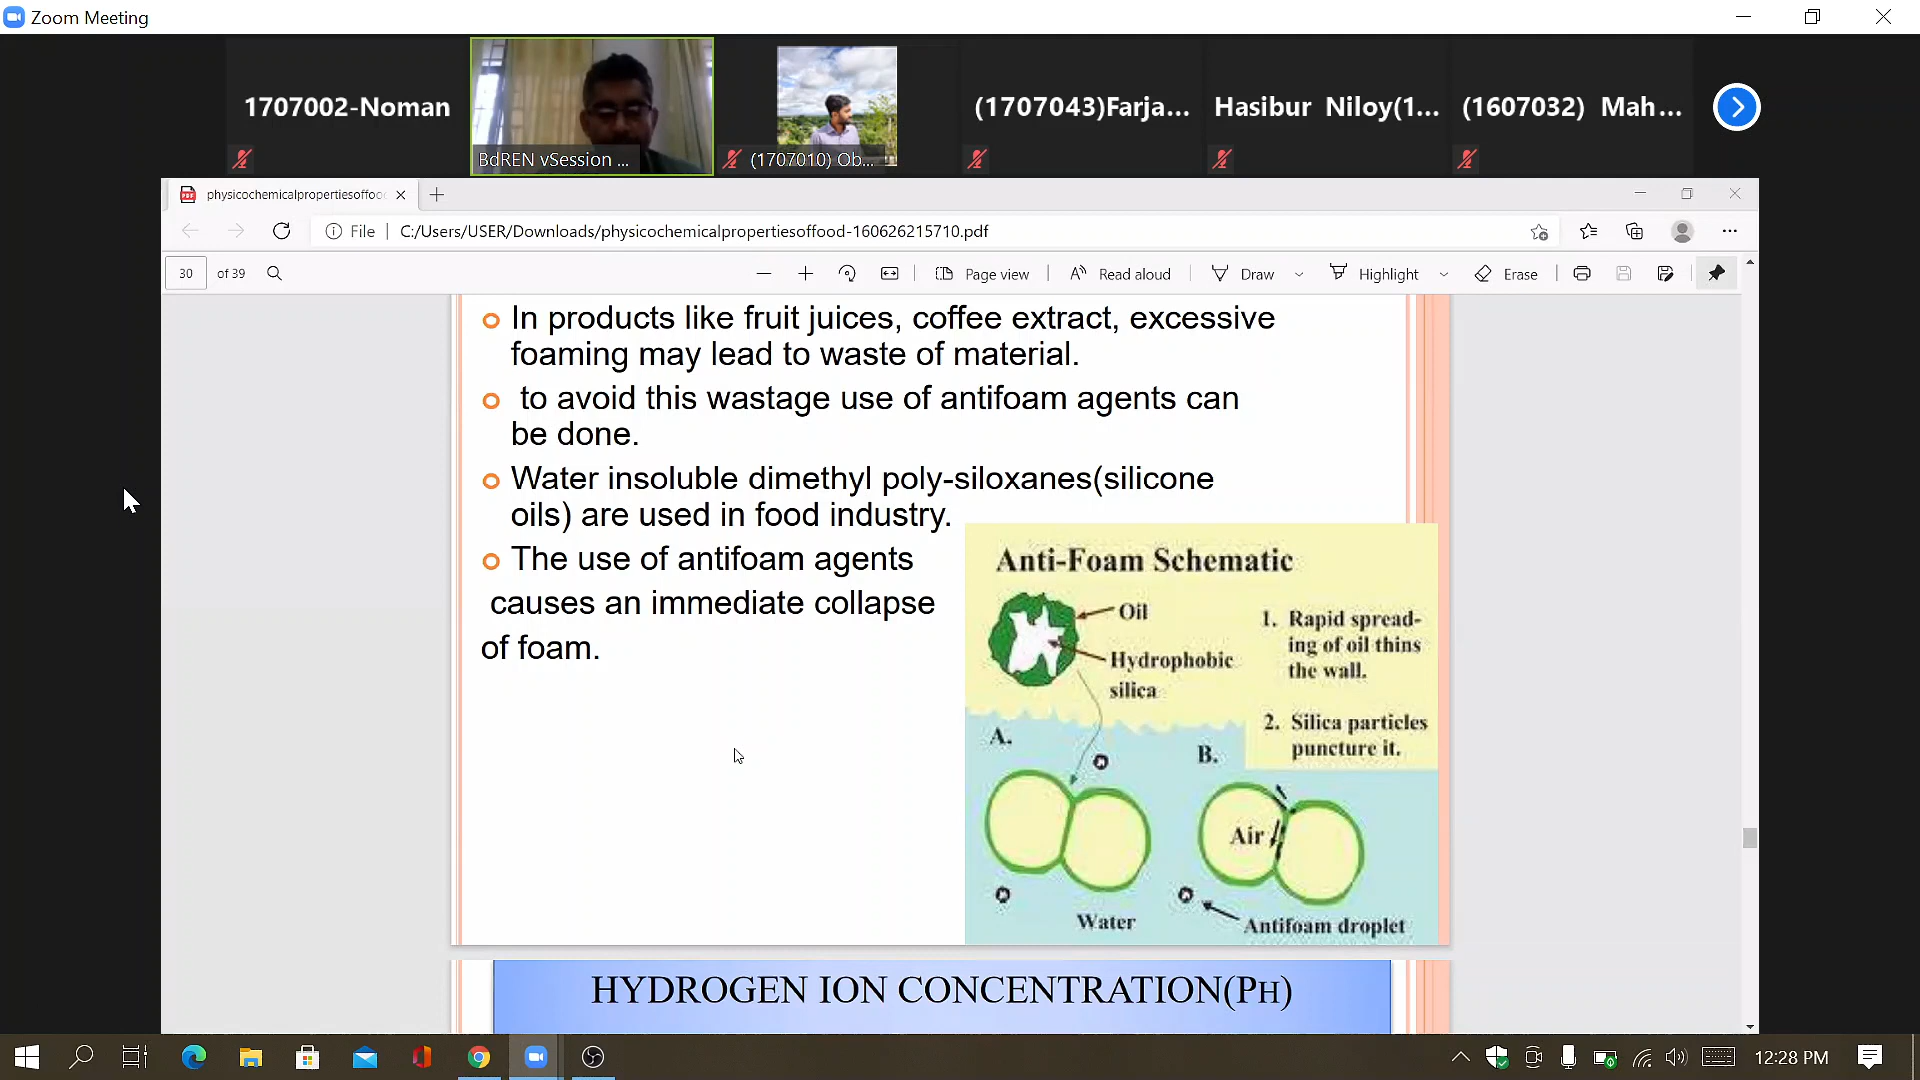 Zoom Meeting
1707002-Noman
BdREN vSession ...
(1707010) Ob...
(1707043)Farja...
Hasibur Niloy(1...
(1607032) Mah...
physicochemicalpropertiesoffoo
File
C:/Users/USER/Downloads/physicochemicalpropertiesoffood-160626215710.pdf
30 of 39
Page view
Read aloud
Draw
Highlight
Erase
In products like fruit juices, coffee extract, excessive
foaming may lead to waste of material.
to avoid this wastage use of antifoam agents can
be done.
Water insoluble dimethyl poly-siloxanes(silicone
oils) are used in food industry.
The use of antifoam agents
causes an immediate collapse
of foam.
Anti-Foam Schematic
Oil
Hydrophobic
silica
1. Rapid spread-
ing of oil thins
the wall.
2. Silica particles
puncture it.
A.
B.
Air
Water
Antifoam droplet
HYDROGEN ION CONCENTRATION(PH)
12:28 PM